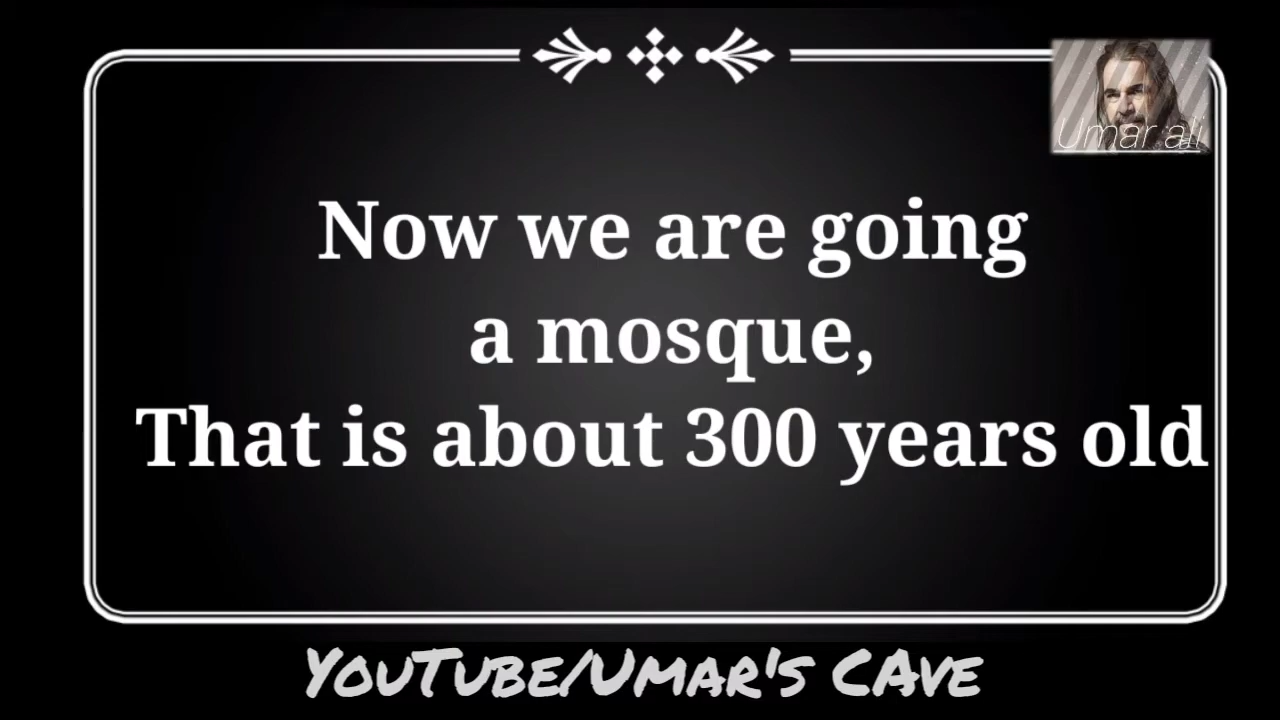 Umar ali
Now we are going
a mosque,
That is about 300 years old
YouTube/Umar's CAve